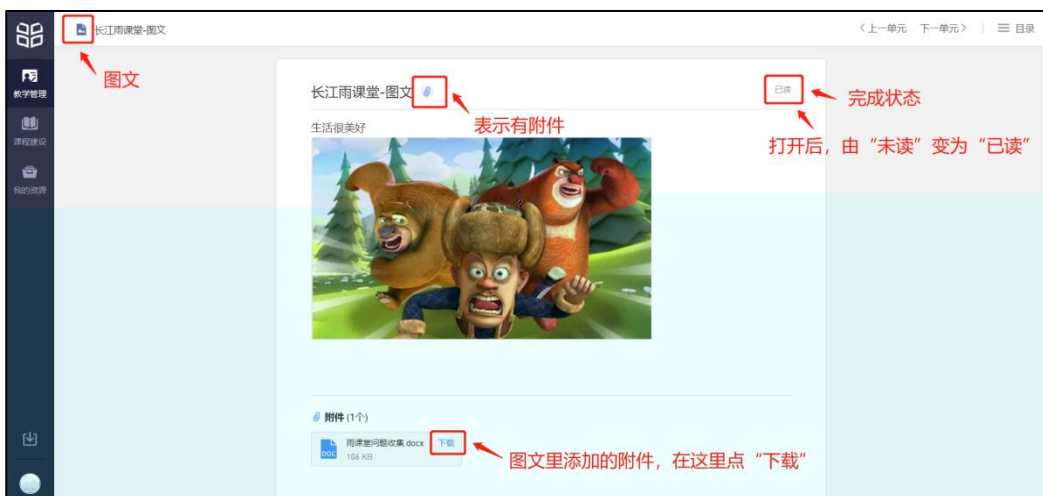 长江雨课堂-图文
〈上一单元 下一单元〉
目录
图文
教学管理
课程建设
我的资源
长江雨课堂-图文
已读
完成状态
表示有附件
打开后，由“未读”变为“已读”
生活很美好
附件(1个)
雨课堂问题收集.docx 下载
186 KB
DOC
图文里添加的附件，在这里点“下载”